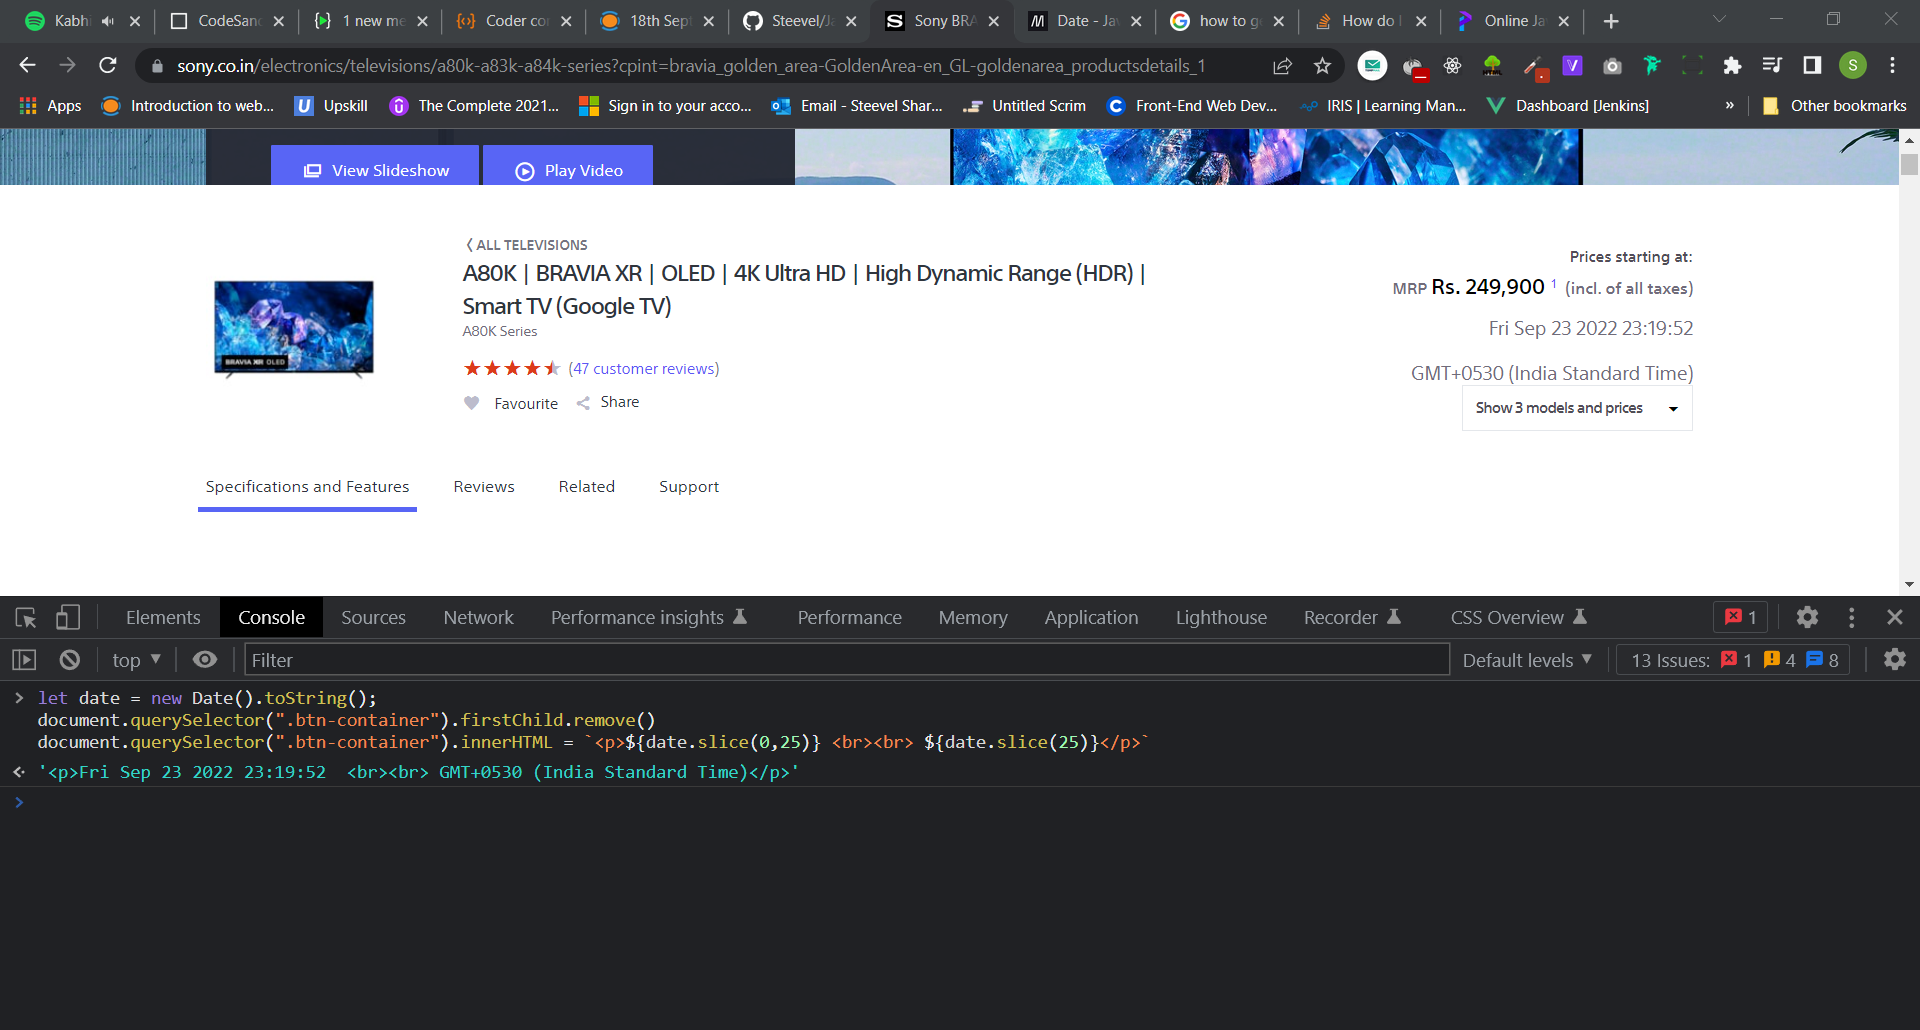 Kabhi
CodeSan
1 new me
Coder co
18th Sept
Steevel/Ja
Sony BRA
Date - Jav
how to ge
How do I
Online Ja
sony.co.in/electronics/televisions/a80k-a83k-a84k-series?cpint=bravia_golden_area-GoldenArea-en_GL-goldenarea_productsdetails_1
S
Apps
Introduction to web...
Upskill
The Complete 2021...
Sign in to your acco...
Email - Steevel Shar...
Untitled Scrim
Front-End Web Dev...
IRIS | Learning Man...
Dashboard [Jenkins]
»
Other bookmarks
View Slideshow
Play Video
ALL TELEVISIONS
A80K | BRAVIA XR | OLED | 4K Ultra HD | High Dynamic Range (HDR) |
Smart TV (Google TV)
A80K Series
BRAVIA XR OLED
(47 customer reviews)
Favourite
Share
Prices starting at:
MRP Rs. 249,900 1 (incl. of all taxes)
Fri Sep 23 2022 23:19:52
GMT+0530 (India Standard Time)
Show 3 models and prices
Specifications and Features
Reviews
Related
Support
Elements
Console
Sources
Network
Performance insights
Performance
Memory
Application
Lighthouse
Recorder
CSS Overview
1
top
Filter
Default levels
13 Issues: 1 4 8
> let date = new Date().toString();
document.querySelector(".btn-container").firstChild.remove()
document.querySelector(".btn-container").innerHTML = `<p>${date.slice(0,25)} <br><br> ${date.slice(25)}</p>`
'<p>Fri Sep 23 2022 23:19:52  <br><br> GMT+0530 (India Standard Time)</p>'
>